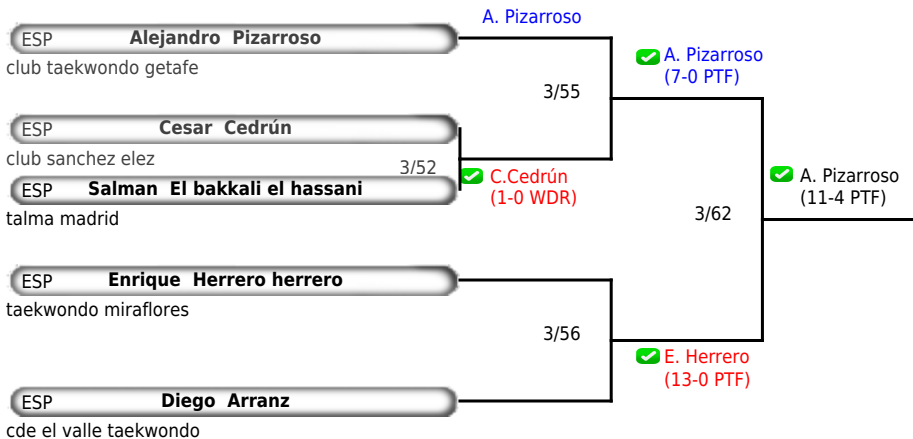 A. Pizarroso
ESP Alejandro Pizarroso
club taekwondo getafe
A. Pizarroso
(7-0 PTF)
3/55
ESP Cesar Cedrún
club sanchez elez
3/52
C.Cedrún
(1-0 WDR)
ESP Salman El bakkali el hassani
talma madrid
A. Pizarroso
(11-4 PTF)
3/62
ESP Enrique Herrero herrero
taekwondo miraflores
3/56
E. Herrero
(13-0 PTF)
ESP Diego Arranz
cde el valle taekwondo